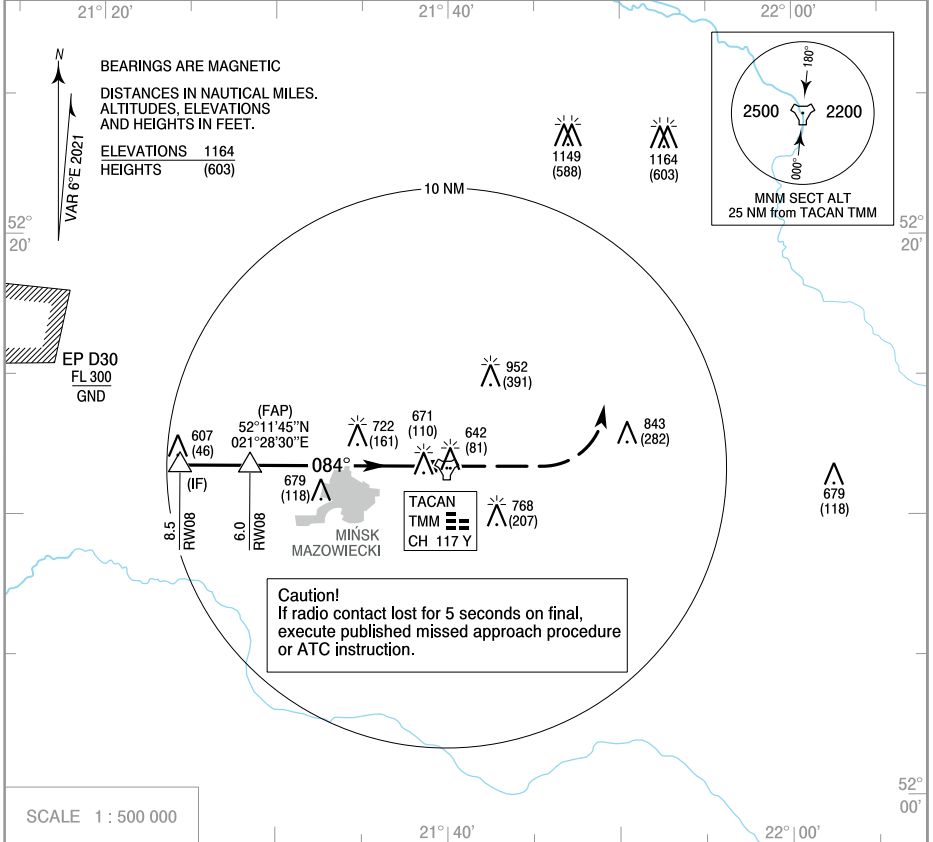 21°20'
21°40'
22°00'
N
VAR 6°E 2021
BEARINGS ARE MAGNETIC
DISTANCES IN NAUTICAL MILES.
ALTITUDES, ELEVATIONS
AND HEIGHTS IN FEET.
ELEVATIONS 1164
HEIGHTS (603)
180°
2500
2200
000°
MNM SECT ALT
25 NM from TACAN TMM
1149
(588)
1164
(603)
10 NM
52°
20'
52°
20'
EP D30
FL 300
GND
952
(391)
(FAP)
52°11'45"N
021°28'30"E
607
(46)
722
(161)
671
(110)
642
(81)
843
(282)
084°
(IF)
679
(118)
679
(118)
8.5
RW08
6.0
RW08
TACAN
TMM
CH 117 Y
768
(207)
MIŃSK
MAZOWIECKI
Caution!
If radio contact lost for 5 seconds on final,
execute published missed approach procedure
or ATC instruction.
52°
00'
SCALE 1 : 500 000
21°40'
22°00'